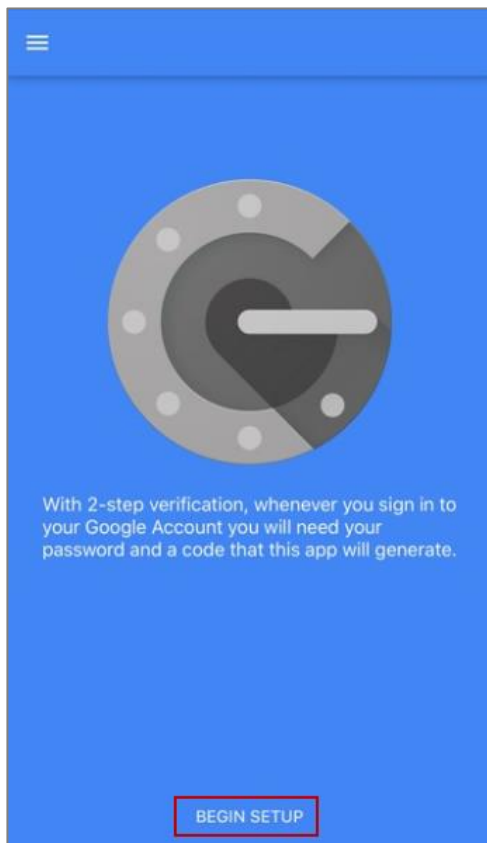 With 2-step verification, whenever you sign in to
your Google Account you will need your
password and a code that this app will generate.
BEGIN SETUP